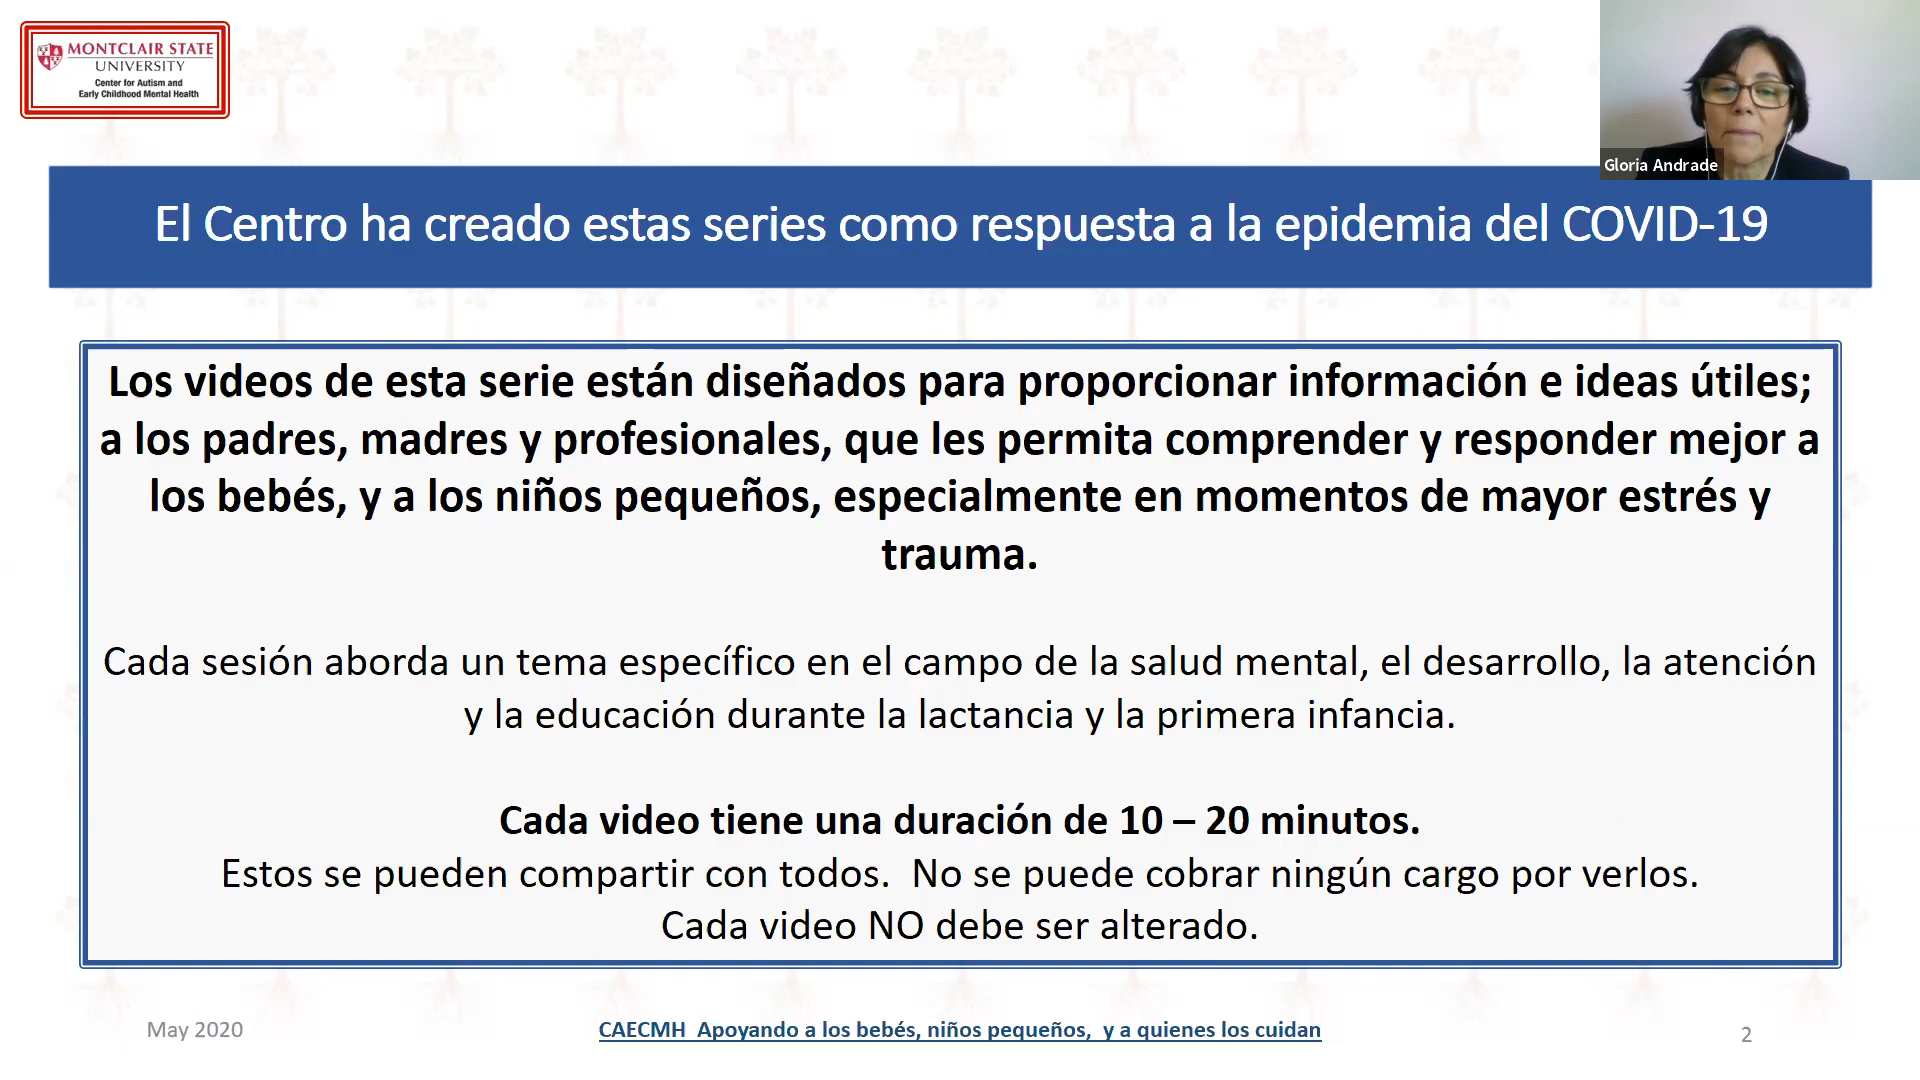 MONTCLAIR STATE
UNIVERSITY
Center for Autism and
Early Childhood Mental Health
Gloria Andrade
El Centro ha creado estas series como respuesta a la epidemia del COVID-19
Los videos de esta serie están diseñados para proporcionar información e ideas útiles;
a los padres, madres y profesionales, que les permita comprender y responder mejor a
los bebés, y a los niños pequeños, especialmente en momentos de mayor estrés y
trauma.
Cada sesión aborda un tema específico en el campo de la salud mental, el desarrollo, la atención
y la educación durante la lactancia y la primera infancia.
Cada video tiene una duración de 10 – 20 minutos.
Estos se pueden compartir con todos.  No se puede cobrar ningún cargo por verlos.
Cada video NO debe ser alterado.
May 2020
CAECMH  Apoyando a los bebés, niños pequeños,  y a quienes los cuidan
2